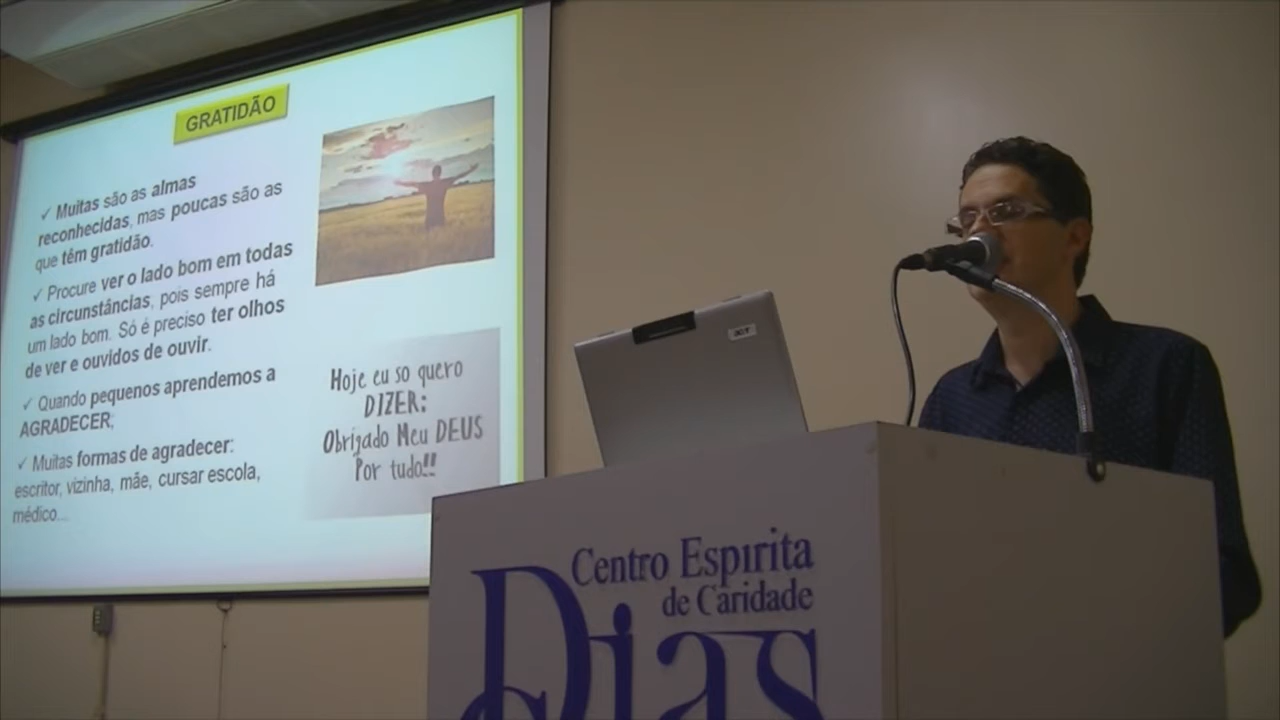 GRATIDÃO
✓ Muitas são as almas
reconhecidas, mas poucas são as
que têm gratidão.
✓ Procure ver o lado bom em todas
as circunstâncias, pois sempre há
um lado bom. Só é preciso ter olhos
de ver e ouvidos de ouvir.
✓ Quando pequenos aprendemos a
AGRADECER;
✓ Muitas formas de agradecer:
escritor, vizinha, mãe, cursar escola,
médico...
Hoje eu so quero
DIZER:
Obrigado Meu DEUS
Por tudo!!
acer
Centro Espírita
de Caridade
Dias